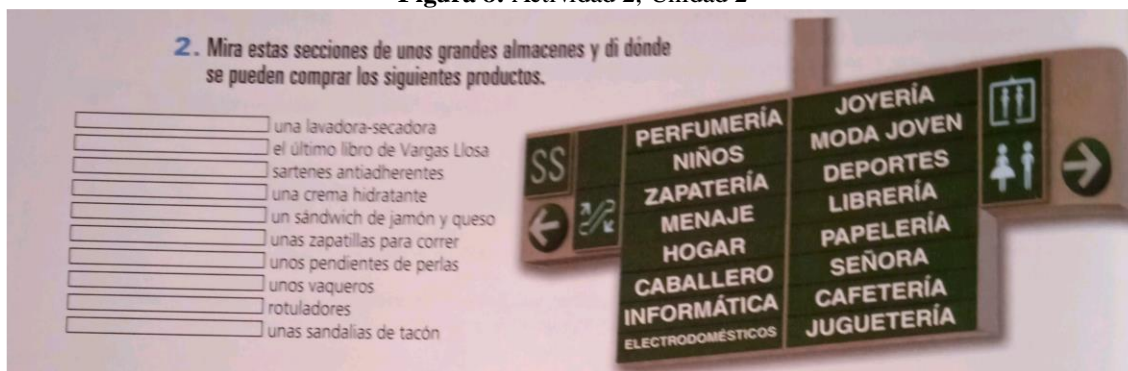 Figura 8. Actividad 2, Unidad 2
2. Mira estas secciones de unos grandes almacenes y di dónde
se pueden comprar los siguientes productos.
una lavadora-secadora
el último libro de Vargas Llosa
sartenes antiadherentes
una crema hidratante
un sándwich de jamón y queso
unas zapatillas para correr
unos pendientes de perlas
unos vaqueros
rotuladores
unas sandalias de tacón
SS
PERFUMERÍA
NIÑOS
ZAPATERÍA
MENAJE
HOGAR
CABALLERO
INFORMÁTICA
ELECTRODOMÉSTICOS
JOYERÍA
MODA JOVEN
DEPORTES
LIBRERÍA
PAPELERÍA
SEÑORA
CAFETERÍA
JUGUETERÍA